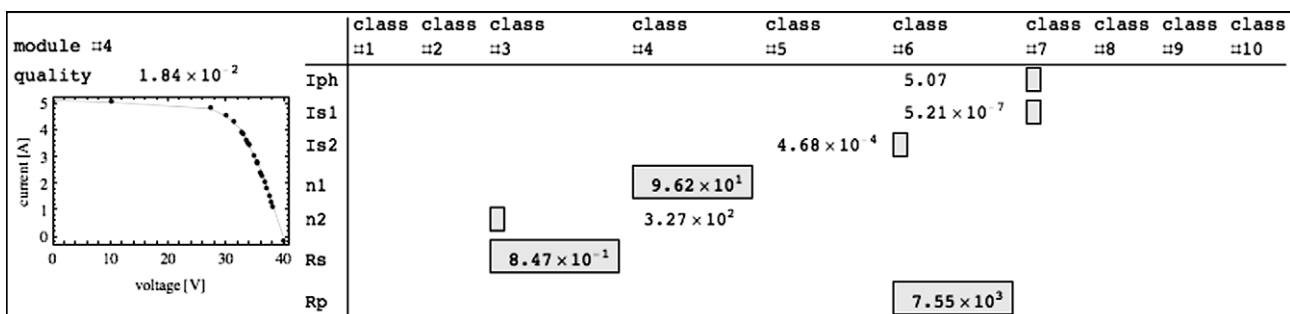 class class class class class class class class class class
module ♯4
♯1 ♯2 ♯3 ♯4 ♯5 ♯6 ♯7 ♯8 ♯9 ♯10
quality 1.84 × 10⁻²
Iph 5.07
Is1 5.21 × 10⁻⁷
Is2 4.68 × 10⁻⁴
n1 9.62 × 10¹
n2 3.27 × 10²
Rs 8.47 × 10⁻¹
Rp 7.55 × 10³
current [A]
5
4
3
2
1
0
0 10 20 30 40
voltage [V]